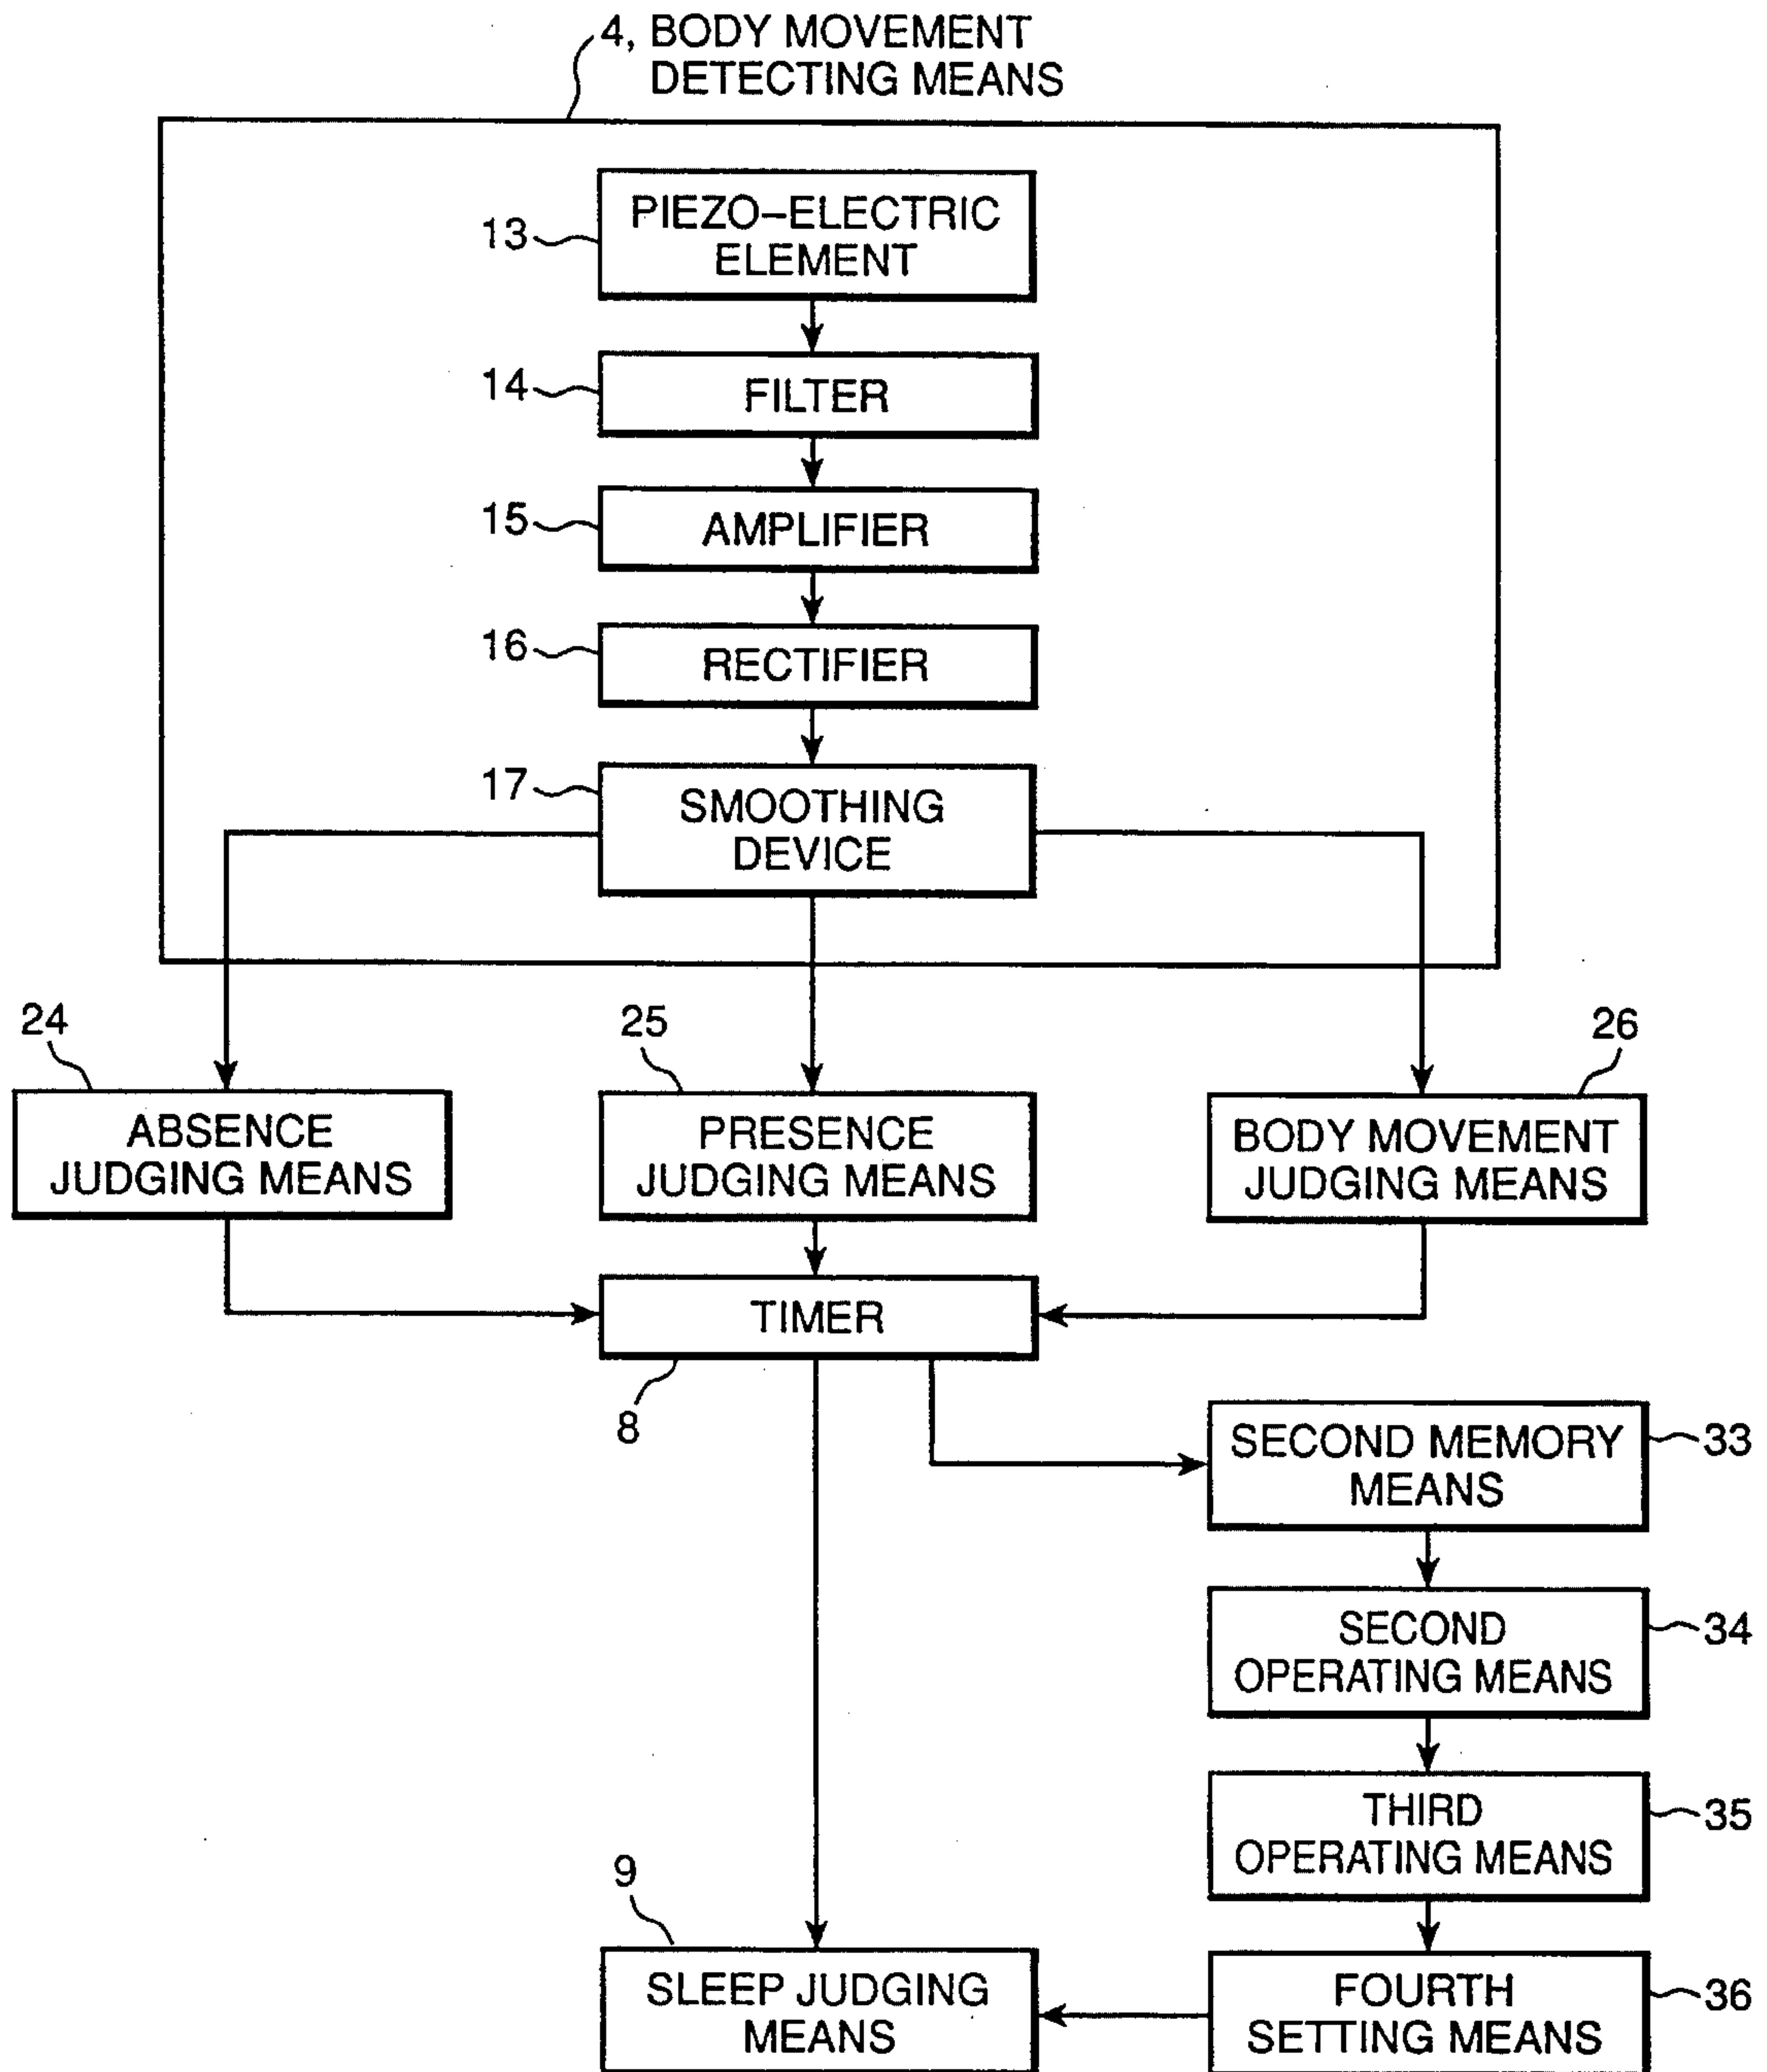 4, BODY MOVEMENT
DETECTING MEANS
13
PIEZO-ELECTRIC
ELEMENT
14
FILTER
15
AMPLIFIER
16
RECTIFIER
17
SMOOTHING
DEVICE
24
ABSENCE
JUDGING MEANS
25
PRESENCE
JUDGING MEANS
26
BODY MOVEMENT
JUDGING MEANS
TIMER
8
SECOND MEMORY
MEANS
33
SECOND
OPERATING MEANS
34
THIRD
OPERATING MEANS
35
9
SLEEP JUDGING
MEANS
FOURTH
SETTING MEANS
36